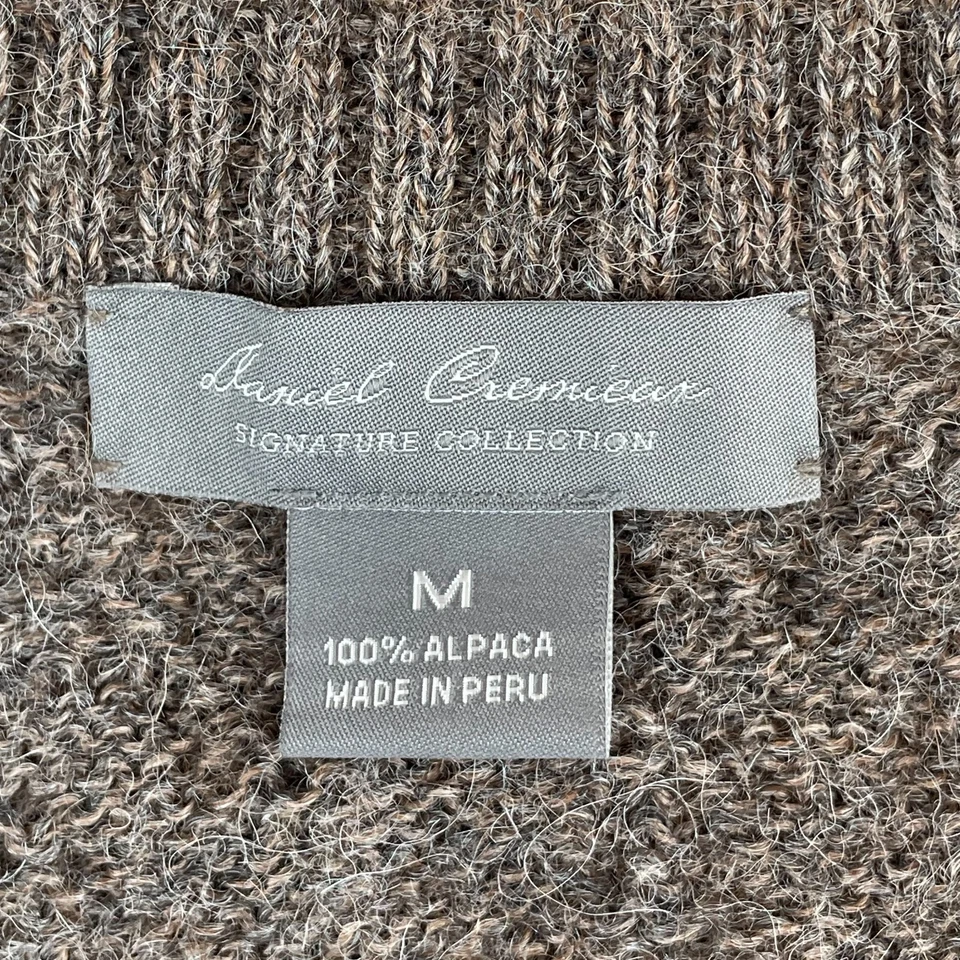 Daniel Cremieux
SIGNATURE COLLECTION
M
100% ALPACA
MADE IN PERU